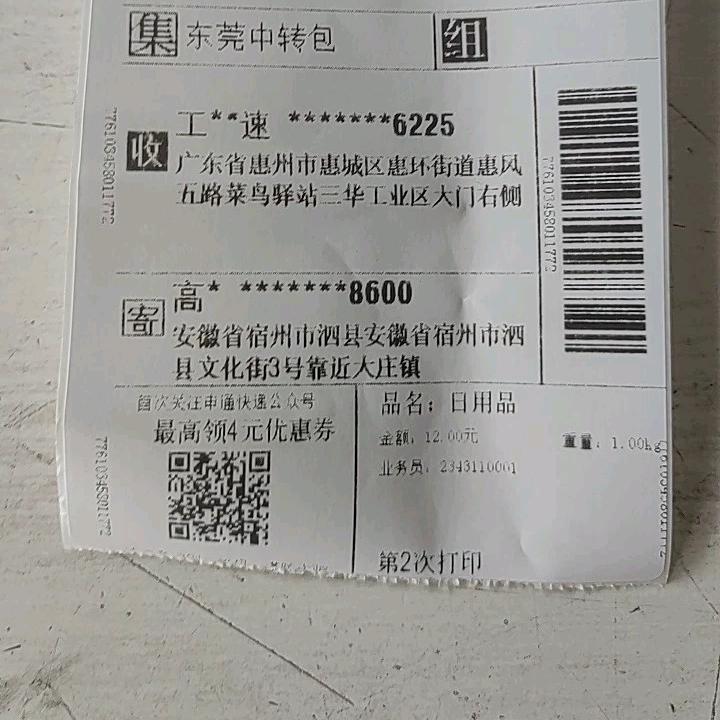 集 东莞中转包 组
收 工**速 *******6225
广东省惠州市惠城区惠环街道惠风
五路菜鸟驿站三华工业区大门右侧
寄 高* *******8600
安徽省宿州市泗县安徽省宿州市泗
县文化街3号靠近大庄镇
首次关注申通快递公众号
最高领4元优惠券
品名：日用品
金额：12.00元 重量：1.00kg
业务员：2343110001
第2次打印